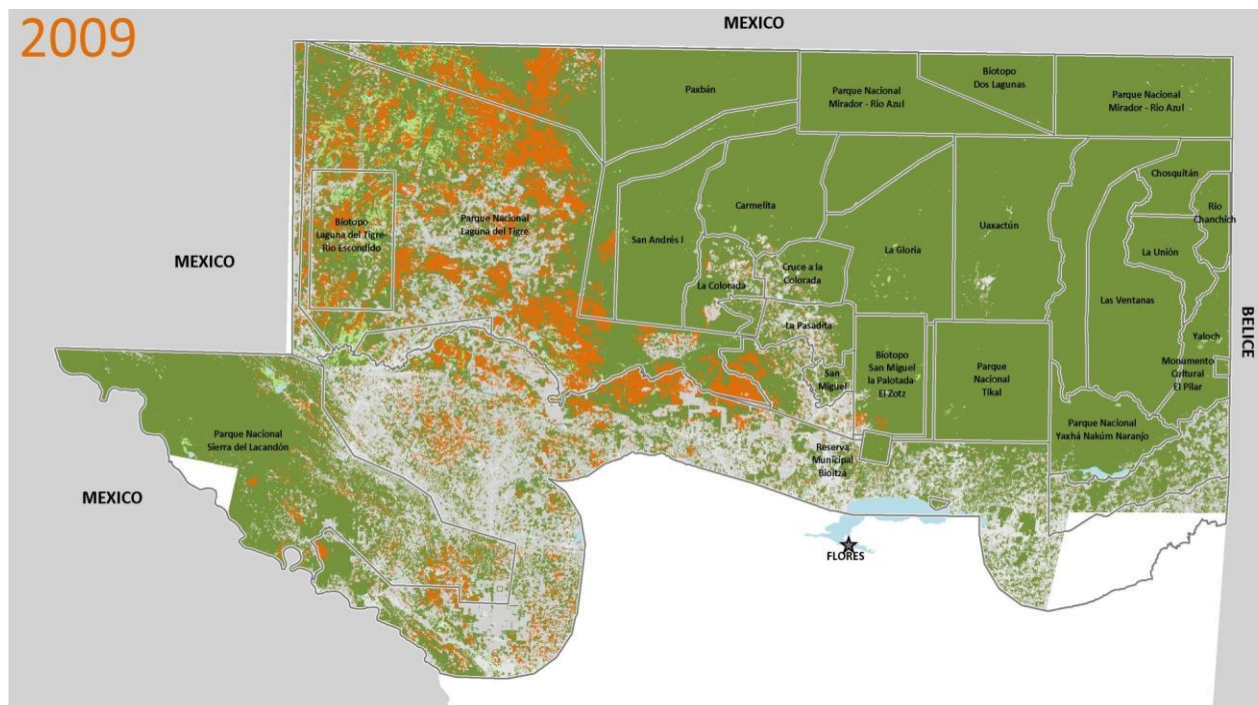 2009
MEXICO
Paxbán
Parque Nacional
Mirador - Río Azul
Biotopo
Dos Lagunas
Parque Nacional
Mirador - Río Azul
Chosquitán
Río
Chanchich
Carmelita
Biotopo
Laguna del Tigre-
Río Escondido
Parque Nacional
Laguna del Tigre
San Andrés I
La Gloria
Uaxactún
La Unión
MEXICO
Cruce a la
Colorada
La Colorada
Las Ventanas
BELICE
La Pasadita
Yaloch
Biotopo
San Miguel
la Palotada-
El Zotz
Parque
Nacional
Tikal
Monumento
Cultural
El Pilar
San
Miguel
Parque Nacional
Sierra del Lacandón
Parque Nacional
Yaxhá Nakúm Naranjo
Reserva
Municipal
Bioitzá
MEXICO
FLORES